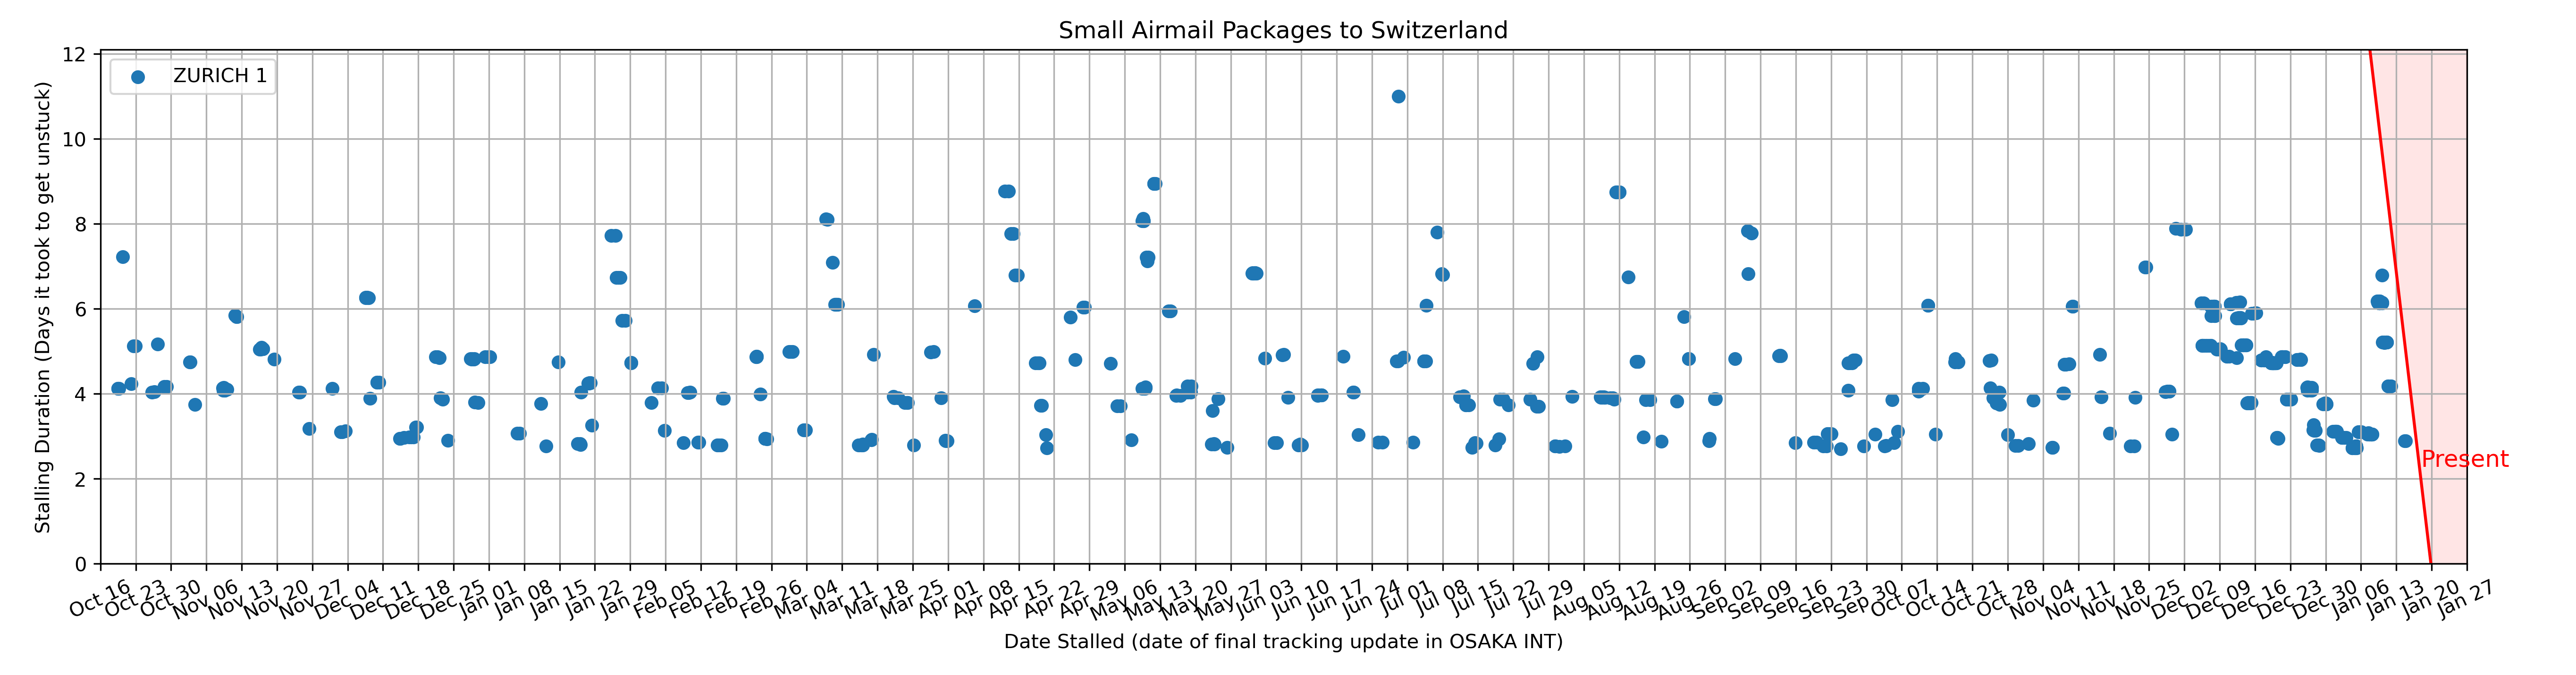 Small Airmail Packages to Switzerland
ZURICH 1
Stalling Duration (Days it took to get unstuck)
12
10
8
6
4
2
0
Present
Oct 16
Oct 23
Oct 30
Nov 06
Nov 13
Nov 20
Nov 27
Dec 04
Dec 11
Dec 18
Dec 25
Jan 01
Jan 08
Jan 15
Jan 22
Jan 29
Feb 05
Feb 12
Feb 19
Feb 26
Mar 04
Mar 11
Mar 18
Mar 25
Apr 01
Apr 08
Apr 15
Apr 22
Apr 29
May 06
May 13
May 20
May 27
Jun 03
Jun 10
Jun 17
Jun 24
Jul 01
Jul 08
Jul 15
Jul 22
Jul 29
Aug 05
Aug 12
Aug 19
Aug 26
Sep 02
Sep 09
Sep 16
Sep 23
Sep 30
Oct 07
Oct 14
Oct 21
Oct 28
Nov 04
Nov 11
Nov 18
Nov 25
Dec 02
Dec 09
Dec 16
Dec 23
Dec 30
Jan 06
Jan 13
Jan 20
Jan 27
Date Stalled (date of final tracking update in OSAKA INT)